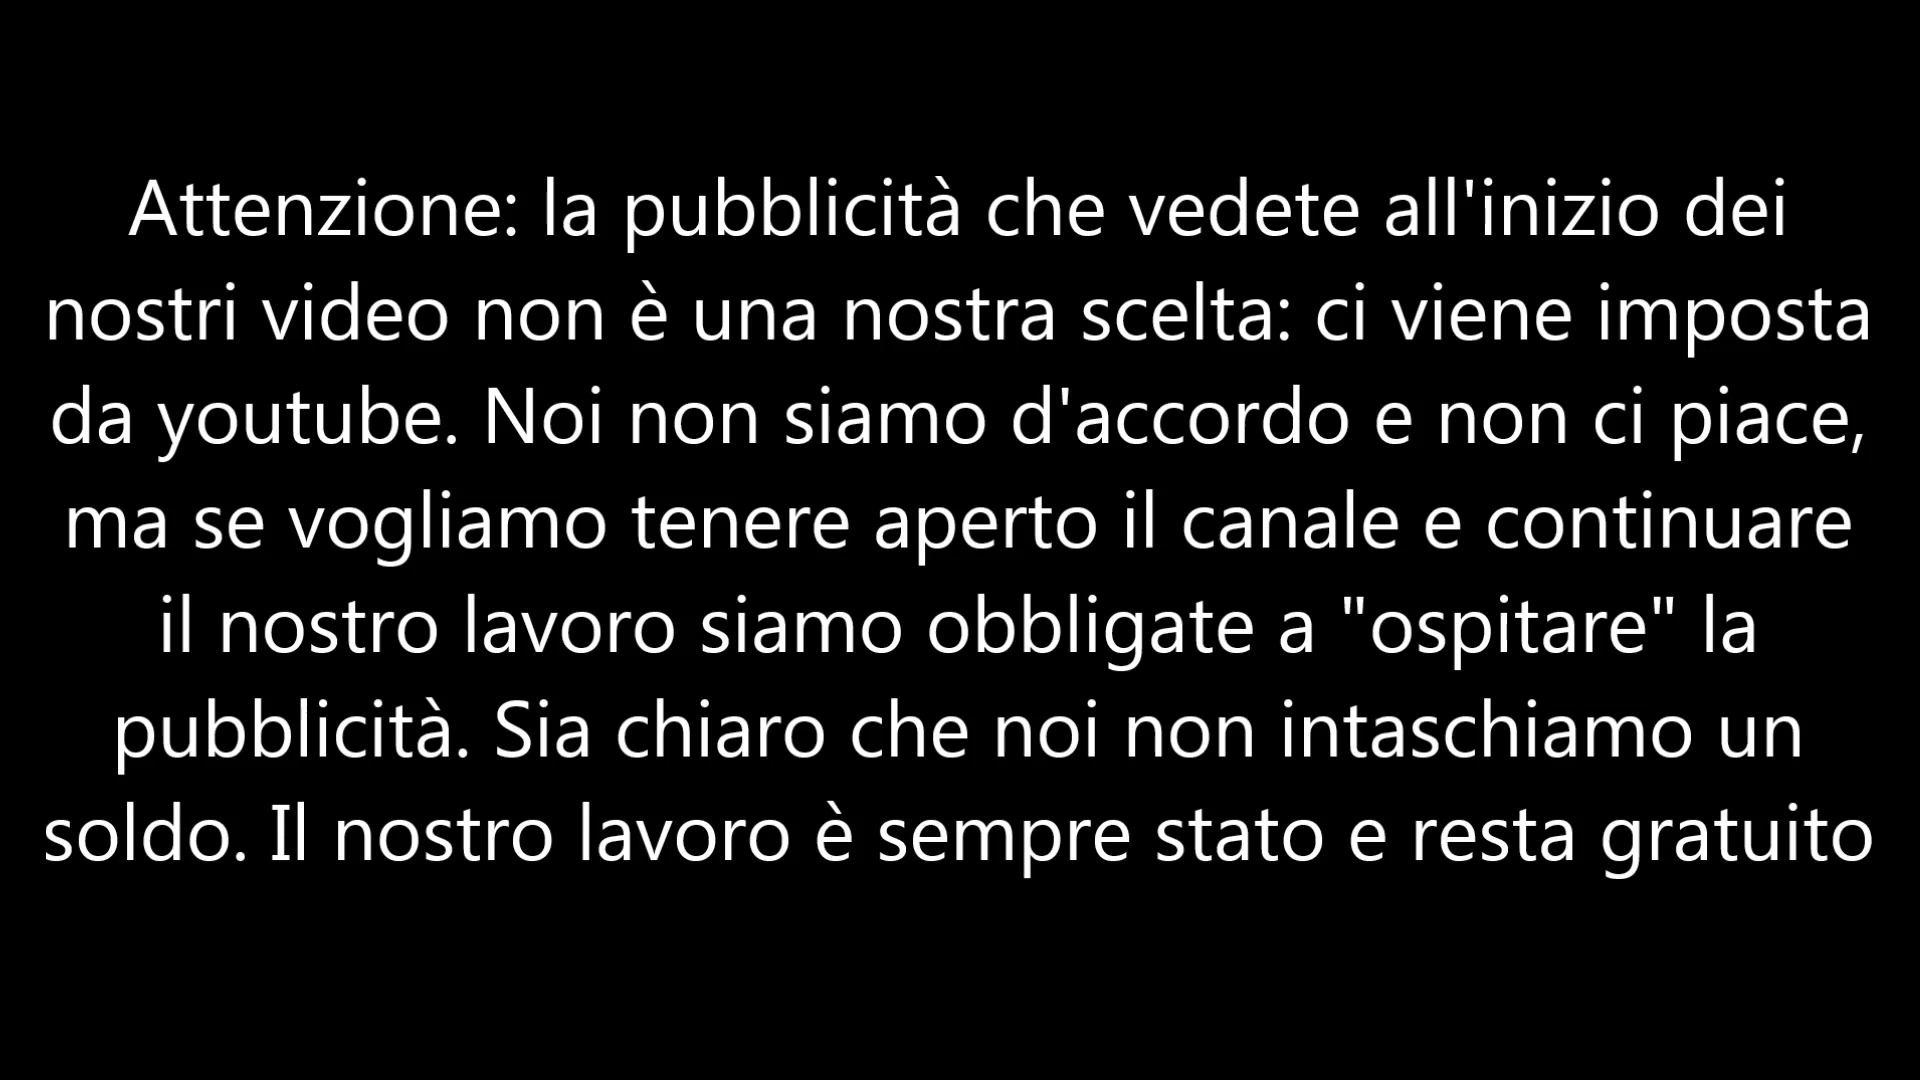 Attenzione: la pubblicità che vedete all'inizio dei
nostri video non è una nostra scelta: ci viene imposta
da youtube. Noi non siamo d'accordo e non ci piace,
ma se vogliamo tenere aperto il canale e continuare
il nostro lavoro siamo obbligate a "ospitare" la
pubblicità. Sia chiaro che noi non intaschiamo un
soldo. Il nostro lavoro è sempre stato e resta gratuito